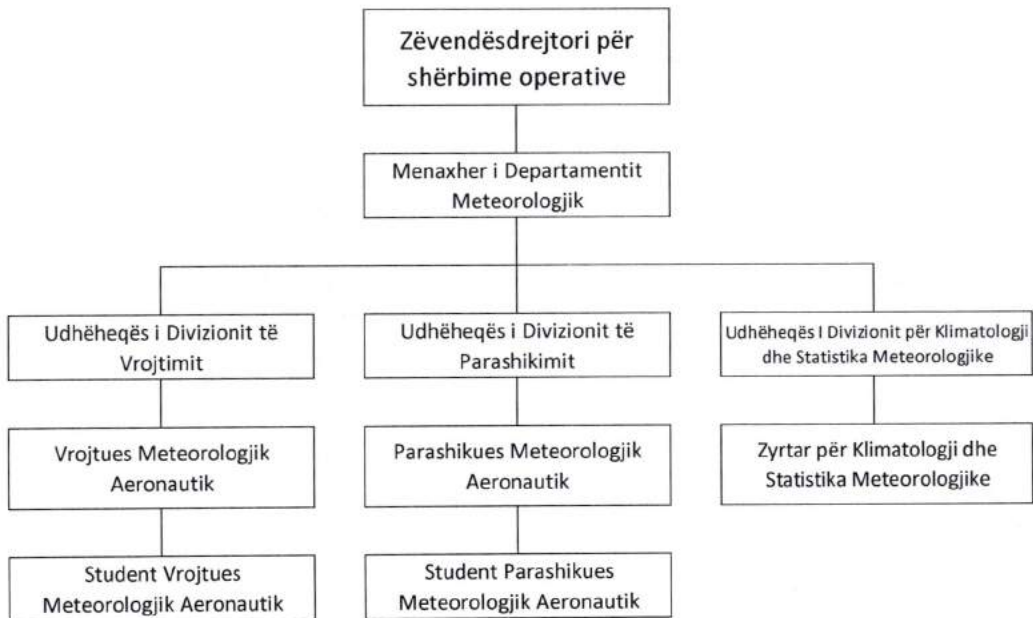 Zëvendësdrejtori për
shërbime operative
Menaxher i Departamentit
Meteorologjik
Udhëheqës i Divizionit të
Vrojtimit
Udhëheqës i Divizionit të
Parashikimit
Udhëheqës I Divizionit për Klimatologji
dhe Statistika Meteorologjike
Vrojtues Meteorologjik
Aeronautik
Parashikues Meteorologjik
Aeronautik
Zyrtar për Klimatologji dhe
Statistika Meteorologjike
Student Vrojtues
Meteorologjik Aeronautik
Student Parashikues
Meteorologjik Aeronautik